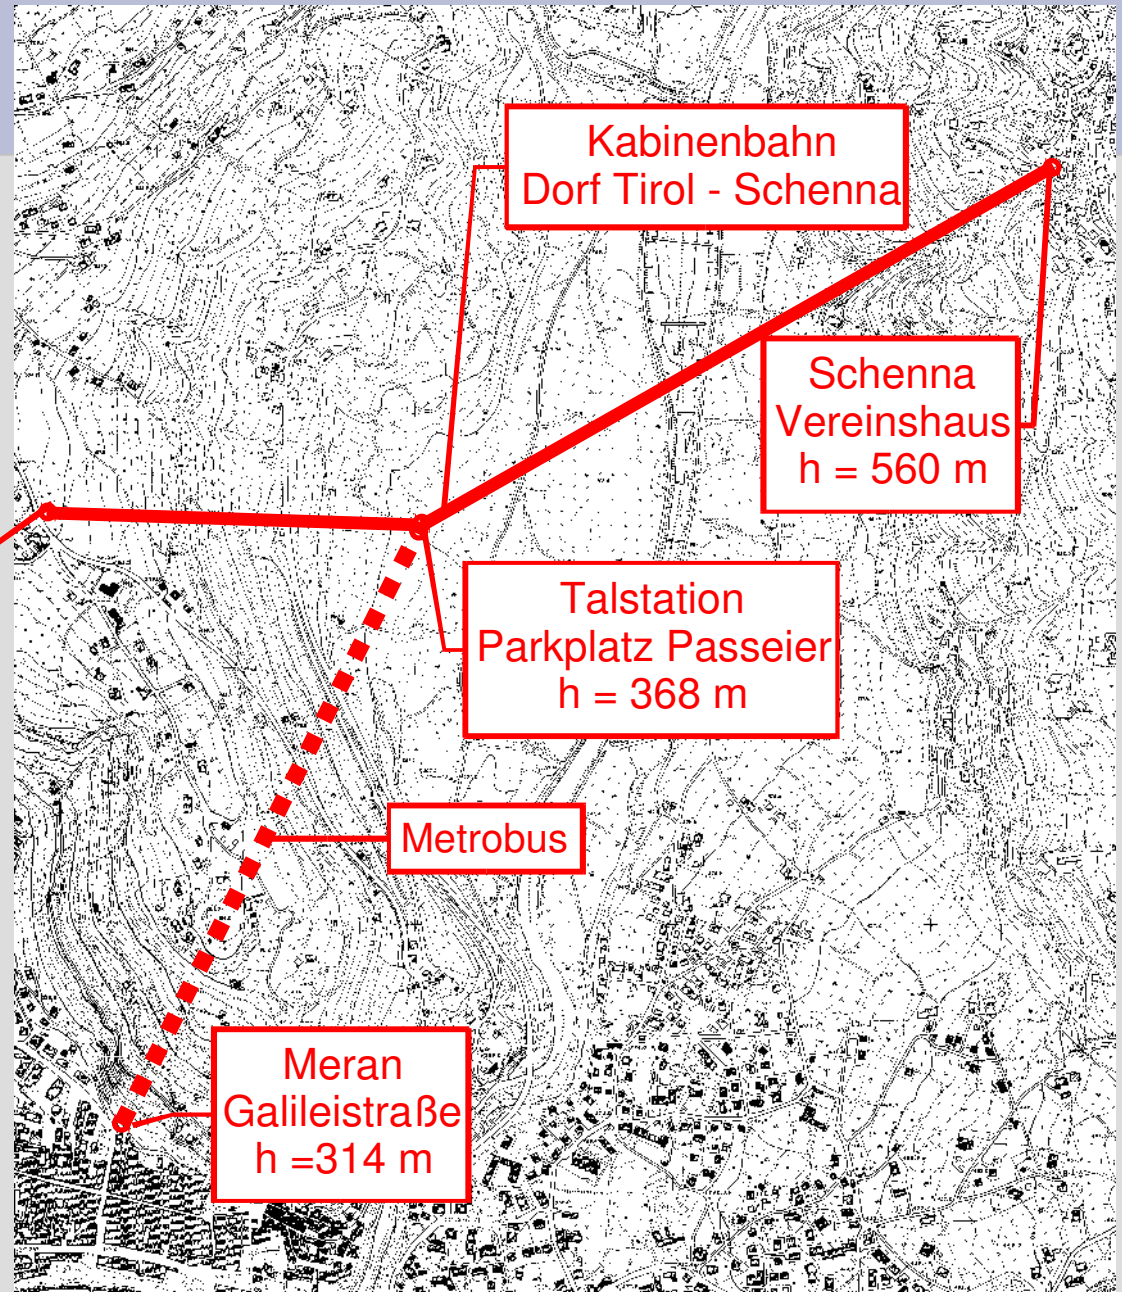 Kabinenbahn
Dorf Tirol - Schenna
Schenna
Vereinshaus
h = 560 m
Talstation
Parkplatz Passeier
h = 368 m
Metrobus
Meran
Galileistraße
h =314 m